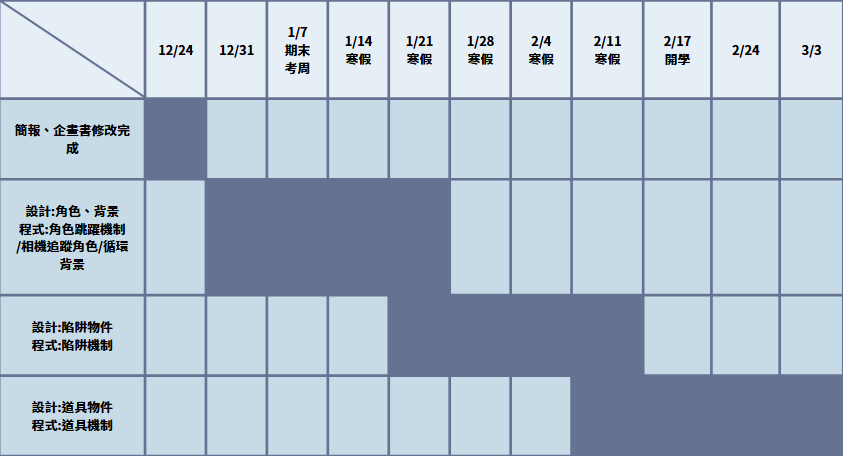 12/24
12/31
1/7
期末
考周
1/14
寒假
1/21
寒假
1/28
寒假
2/4
寒假
2/11
寒假
2/17
開學
2/24
3/3
簡報、企畫書修改完
成
設計:角色、背景
程式:角色跳躍機制
/相機追蹤角色/循環
背景
設計:陷阱物件
程式:陷阱機制
設計:道具物件
程式:道具機制